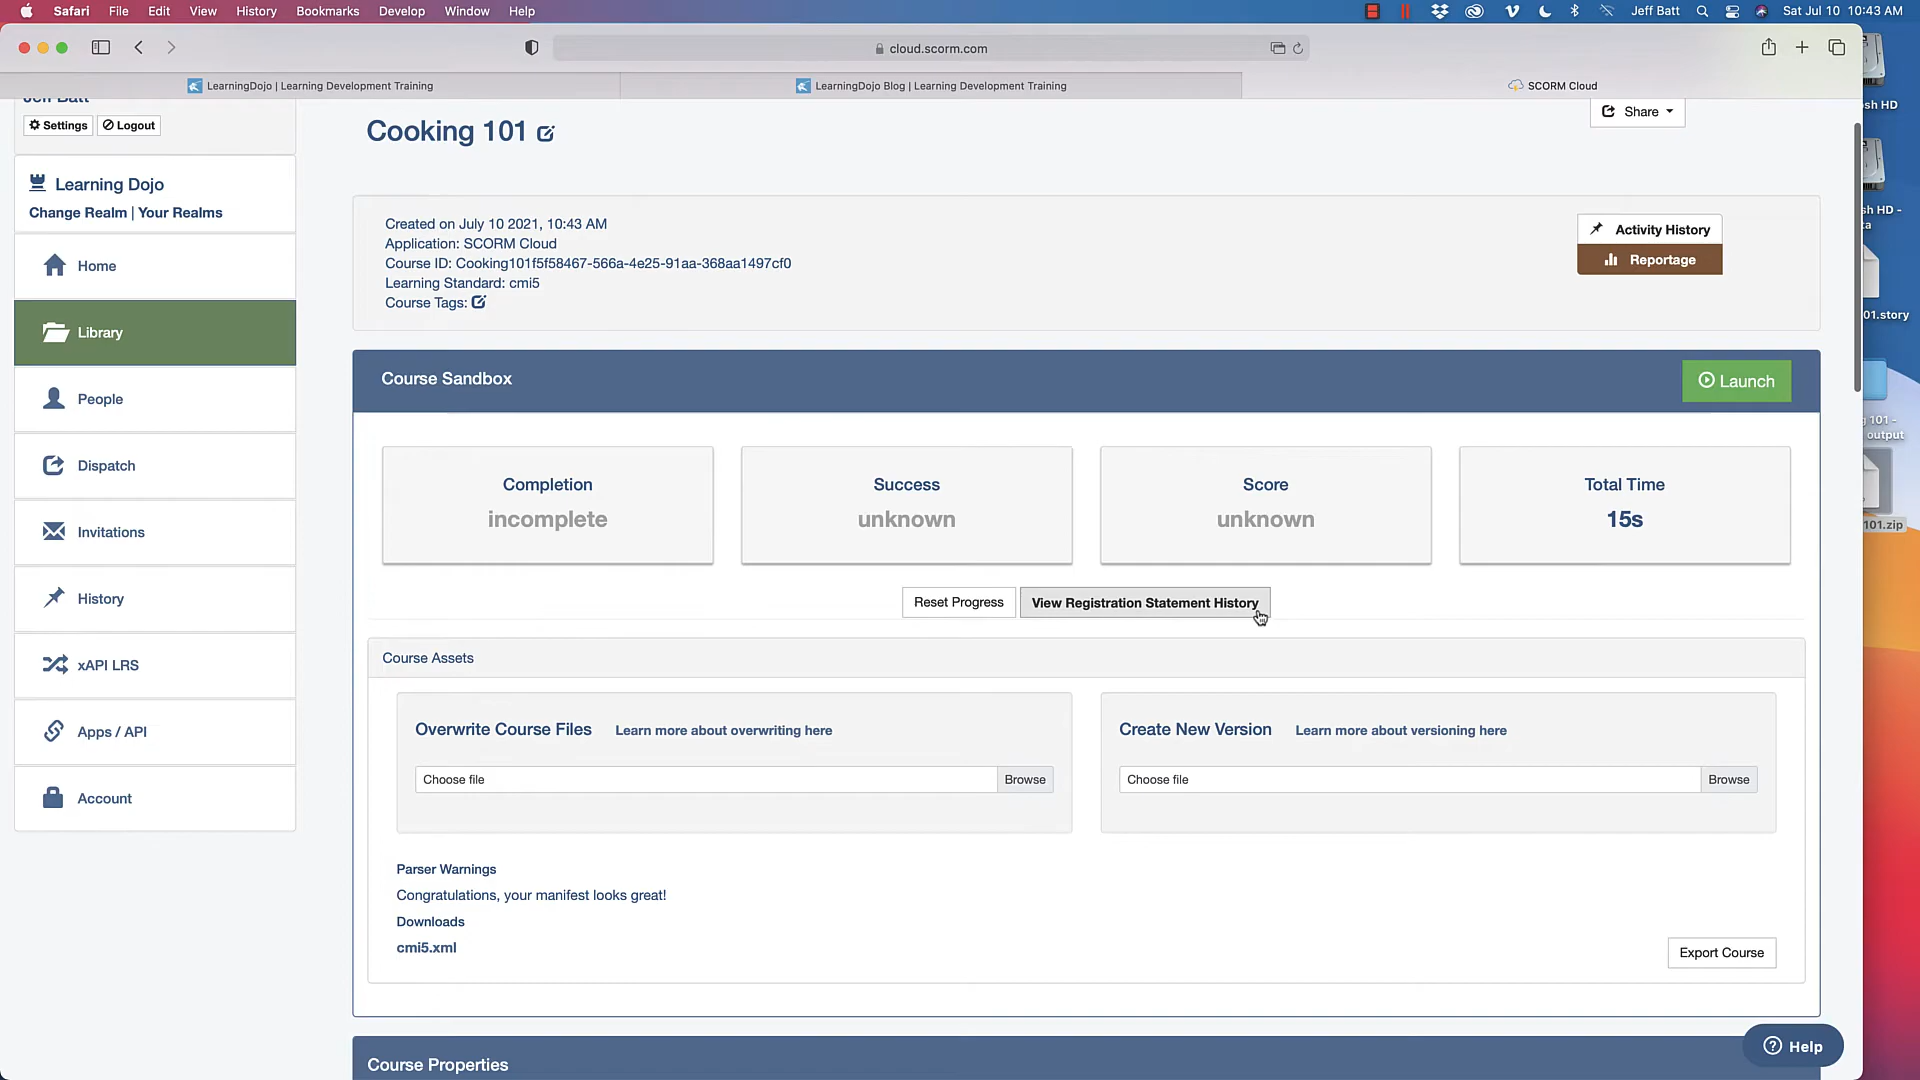 Safari File Edit View History Bookmarks Develop Window Help Jeff Batt Sat Jul 10 10:43 AM
cloud.scorm.com
LearningDojo | Learning Development Training LearningDojo Blog | Learning Development Training SCORM Cloud
Jeff Batt
Settings Logout
Learning Dojo
Change Realm | Your Realms
Home
Library
People
Dispatch
Invitations
History
xAPI LRS
Apps / API
Account
Cooking 101
Share
Created on July 10 2021, 10:43 AM
Application: SCORM Cloud
Course ID: Cooking101f5f58467-566a-4e25-91aa-368aa1497cf0
Learning Standard: cmi5
Course Tags:
Activity History
Reportage
Course Sandbox
Launch
Completion
incomplete
Success
unknown
Score
unknown
Total Time
15s
Reset Progress View Registration Statement History
Course Assets
Overwrite Course Files Learn more about overwriting here
Choose file Browse
Create New Version Learn more about versioning here
Choose file Browse
Parser Warnings
Congratulations, your manifest looks great!
Downloads
cmi5.xml
Export Course
Course Properties
Help
sh HD
sh HD -
ta
01.story
g 101 -
output
101.zip